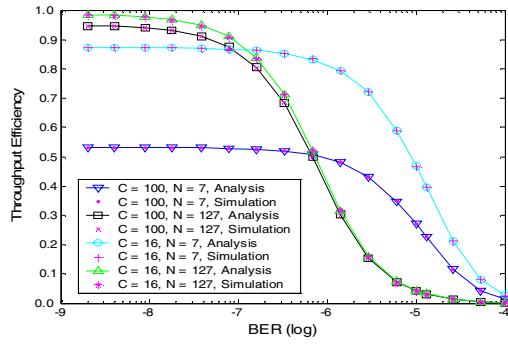 1.0
0.9
0.8
0.7
0.6
0.5
0.4
0.3
0.2
0.1
0.0
Throughput Efficiency
C = 100, N = 7, Analysis
C = 100, N = 7, Simulation
C = 100, N = 127, Analysis
C = 100, N = 127, Simulation
C = 16, N = 7, Analysis
C = 16, N = 7, Simulation
C = 16, N = 127, Analysis
C = 16, N = 127, Simulation
-9 -8 -7 -6 -5 -4
BER (log)